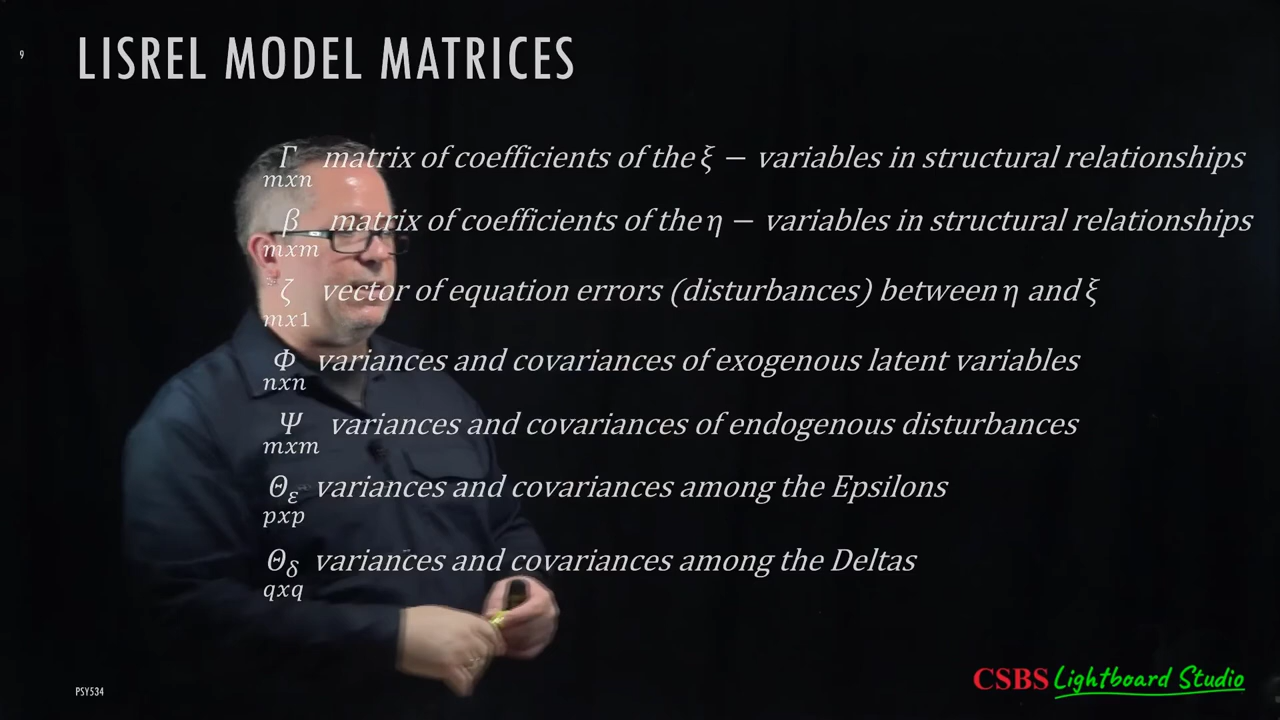 9
LISREL MODEL MATRICES
Γ matrix of coefficients of the ξ − variables in structural relationships
mxn
β matrix of coefficients of the η − variables in structural relationships
mxm
ζ vector of equation errors (disturbances) between η and ξ
mx1
Φ variances and covariances of exogenous latent variables
nxn
Ψ variances and covariances of endogenous disturbances
mxm
Θε variances and covariances among the Epsilons
pxp
Θδ variances and covariances among the Deltas
qxq
PSY534
CSBS Lightboard Studio